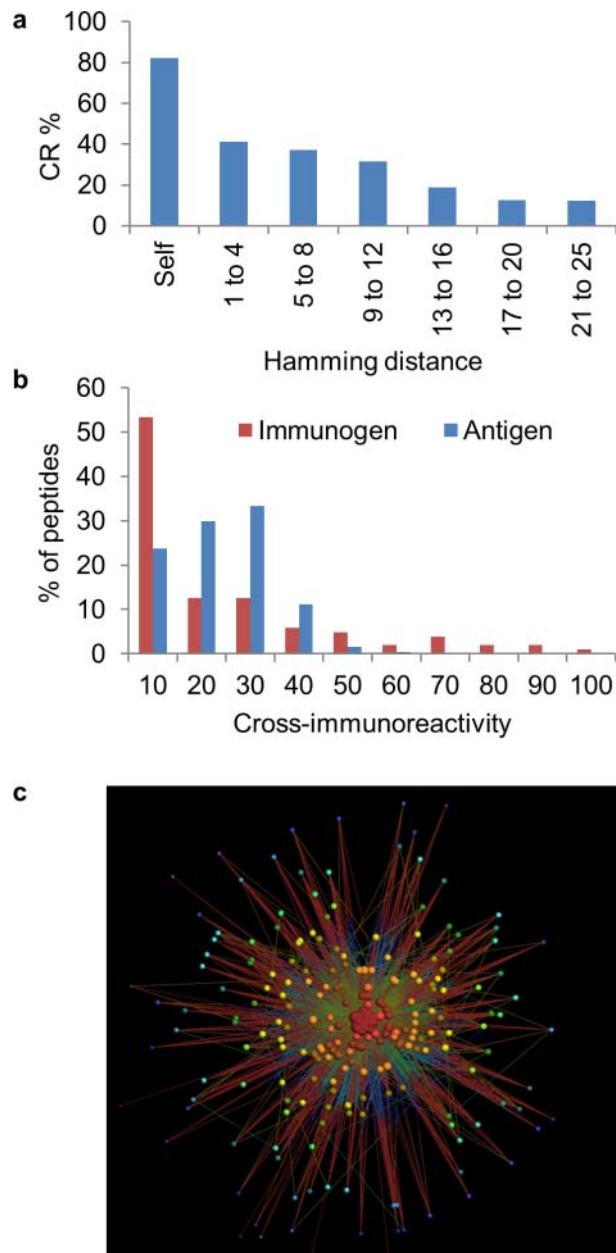 a
100
80
60
40
20
0
CR %
Self
1 to 4
5 to 8
9 to 12
13 to 16
17 to 20
21 to 25
Hamming distance
b
60
50
40
30
20
10
0
% of peptides
Immunogen Antigen
10 20 30 40 50 60 70 80 90 100
Cross-immunoreactivity
c